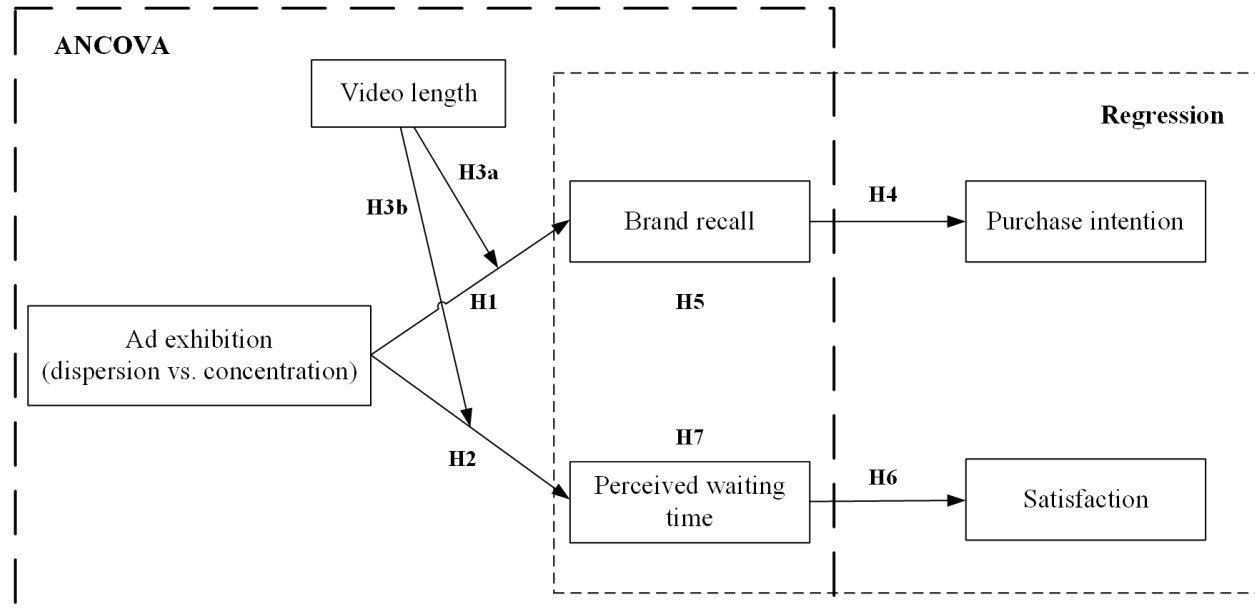 ANCOVA
Video length
Regression
H3a
H3b
Brand recall
H4
Purchase intention
H1
H5
Ad exhibition
(dispersion vs. concentration)
H7
H2
Perceived waiting
time
H6
Satisfaction